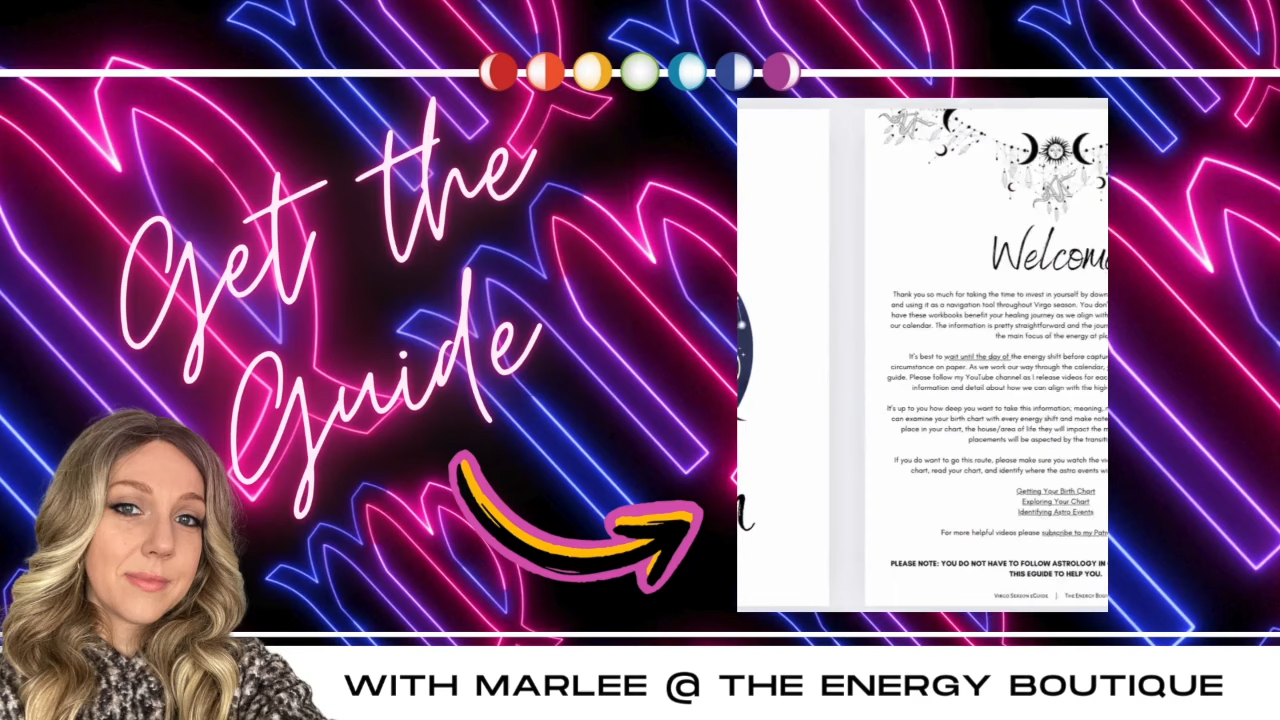 Get the
Guide
Welcome
Thank you so much for taking the time to invest in yourself by down
and using it as a navigation tool throughout Virgo season. You don'
have these workbooks benefit your healing journey as we align with
our calendar. The information is pretty straightforward and the jour
the main focus of the energy at pl
It's best to wait until the day of the energy shift before captur
circumstance on paper. As we work our way through the calendar,
guide. Please follow my YouTube channel as I release videos for eac
information and detail about how we can align with the high
It's up to you how deep you want to take this information; meaning,
can examine your birth chart with every energy shift and make note
place in your chart, the house/area of life they will impact the m
placements will be aspected by the transit
If you do want to go this route, please make sure you watch the vi
chart, read your chart, and identify where the astro events wi
Getting Your Birth Chart
Exploring Your Chart
Identifying Astro Events
For more helpful videos please subscribe to my Patr
PLEASE NOTE: YOU DO NOT HAVE TO FOLLOW ASTROLOGY IN
THIS EGUIDE TO HELP YOU.
Virgo Season eGuide | The Energy Bout
WITH MARLEE @ THE ENERGY BOUTIQUE